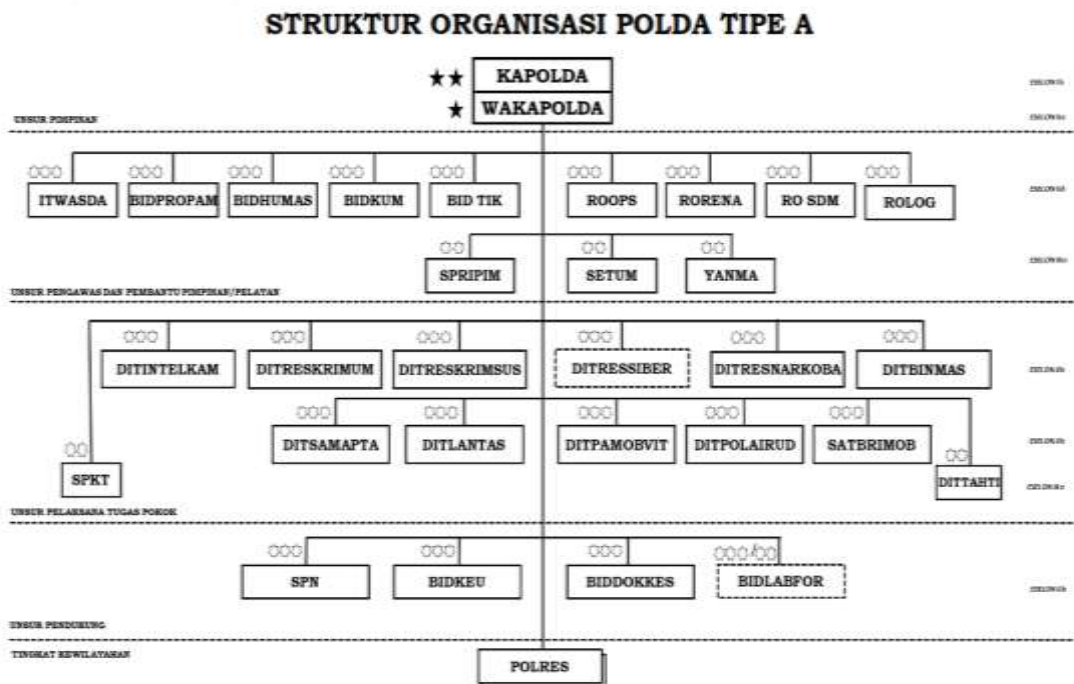 STRUKTUR ORGANISASI POLDA TIPE A
KAPOLDA
WAKAPOLDA
UNSUR PIMPINAN
ITWASDA BIDPROPAM BIDHUMAS BIDKUM BID TIK ROOPS RORENA RO SDM ROLOG
SPRIPIM SETUM YANMA
UNSUR PENGAWAS DAN PEMBANTU PIMPINAN/PELAYAN
DITINTELKAM DITRESKRIMUM DITRESKRIMSUS DITRESSIBER DITRESNARKOBA DITBINMAS
DITSAMAPTA DITLANTAS DITPAMOBVIT DITPOLAIRUD SATBRIMOB
SPKT DITTAHTI
UNSUR PELAKSANA TUGAS POKOK
SPN BIDKEU BIDDOKKES BIDLABFOR
UNSUR PENDUKUNG
TINGKAT KEWILAYAHAN
POLRES